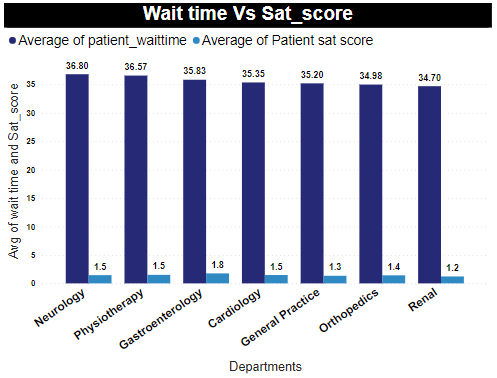 Wait time Vs Sat_score
Average of patient_waittime Average of Patient sat score
Avg of wait time and Sat_score
35
30
25
20
15
10
5
0
36.80 36.57 35.83 35.35 35.20 34.98 34.70
1.5 1.5 1.8 1.5 1.3 1.4 1.2
Neurology
Physiotherapy
Gastroenterology
Cardiology
General Practice
Orthopedics
Renal
Departments